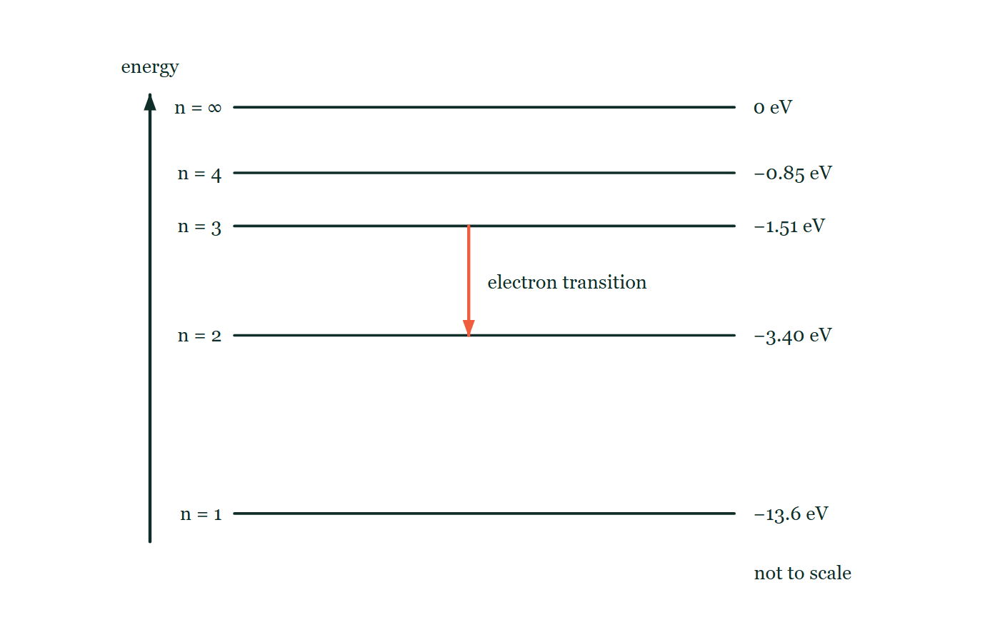 energy
n = ∞ 0 eV
n = 4 −0.85 eV
n = 3 −1.51 eV
electron transition
n = 2 −3.40 eV
n = 1 −13.6 eV
not to scale